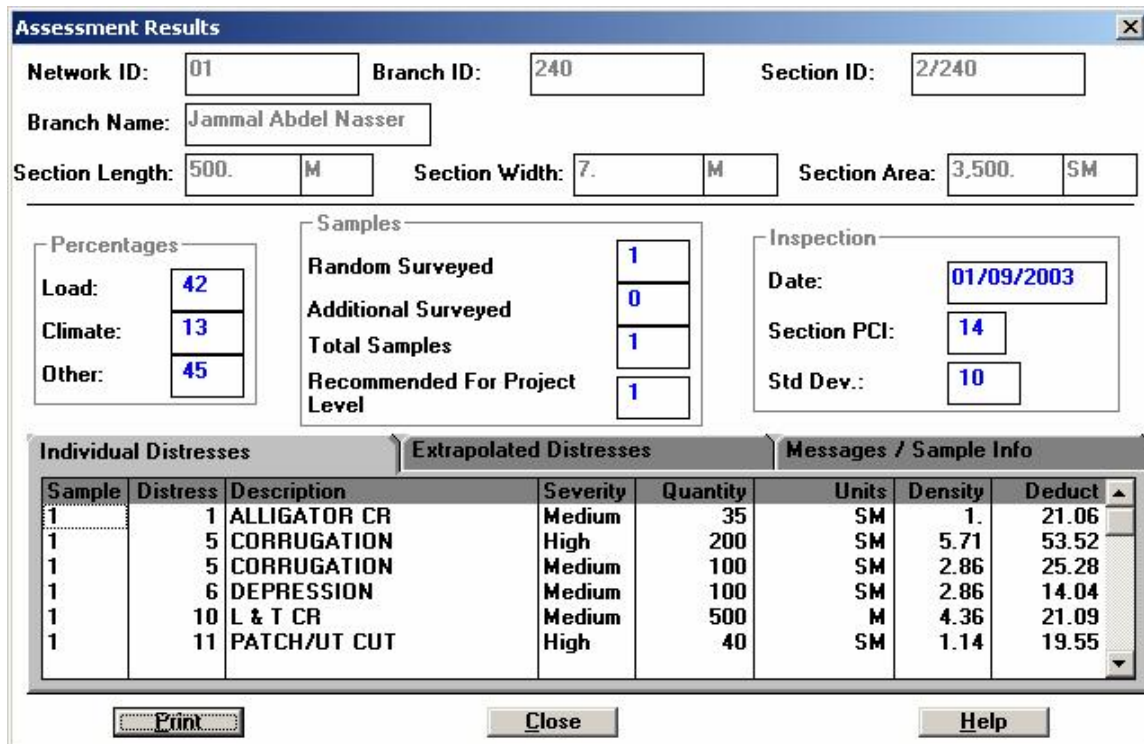 Assessment Results
Network ID: 01 Branch ID: 240 Section ID: 2/240
Branch Name: Jammal Abdel Nasser
Section Length: 500. M Section Width: 7. M Section Area: 3,500. SM
Percentages
Load: 42
Climate: 13
Other: 45
Samples
Random Surveyed 1
Additional Surveyed 0
Total Samples 1
Recommended For Project Level 1
Inspection
Date: 01/09/2003
Section PCI: 14
Std Dev.: 10
Individual Distresses Extrapolated Distresses Messages / Sample Info
Sample Distress Description Severity Quantity Units Density Deduct
1 1 ALLIGATOR CR Medium 35 SM 1. 21.06
1 5 CORRUGATION High 200 SM 5.71 53.52
1 5 CORRUGATION Medium 100 SM 2.86 25.28
1 6 DEPRESSION Medium 100 SM 2.86 14.04
1 10 L & T CR Medium 500 M 4.36 21.09
1 11 PATCH/UT CUT High 40 SM 1.14 19.55
Print Close Help